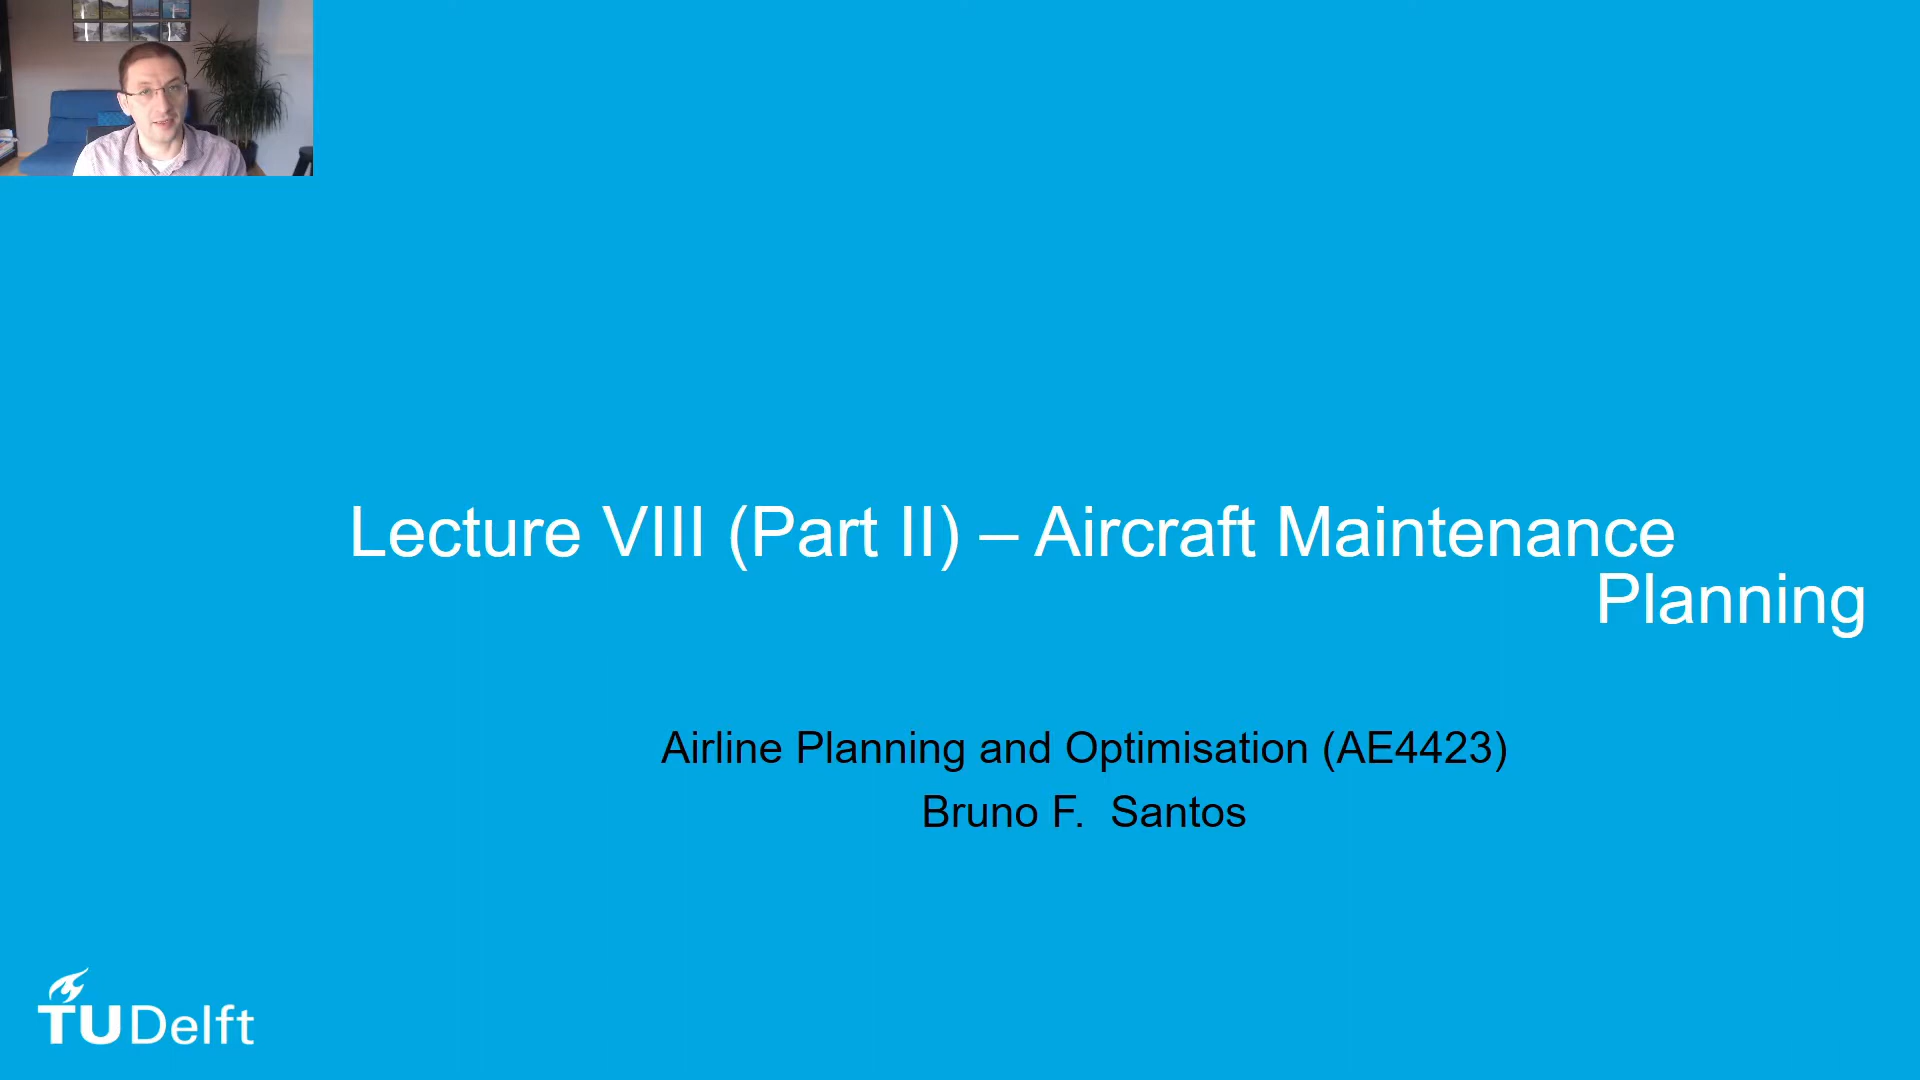 Lecture VIII (Part II) – Aircraft Maintenance
Planning
Airline Planning and Optimisation (AE4423)
Bruno F. Santos
TUDelft